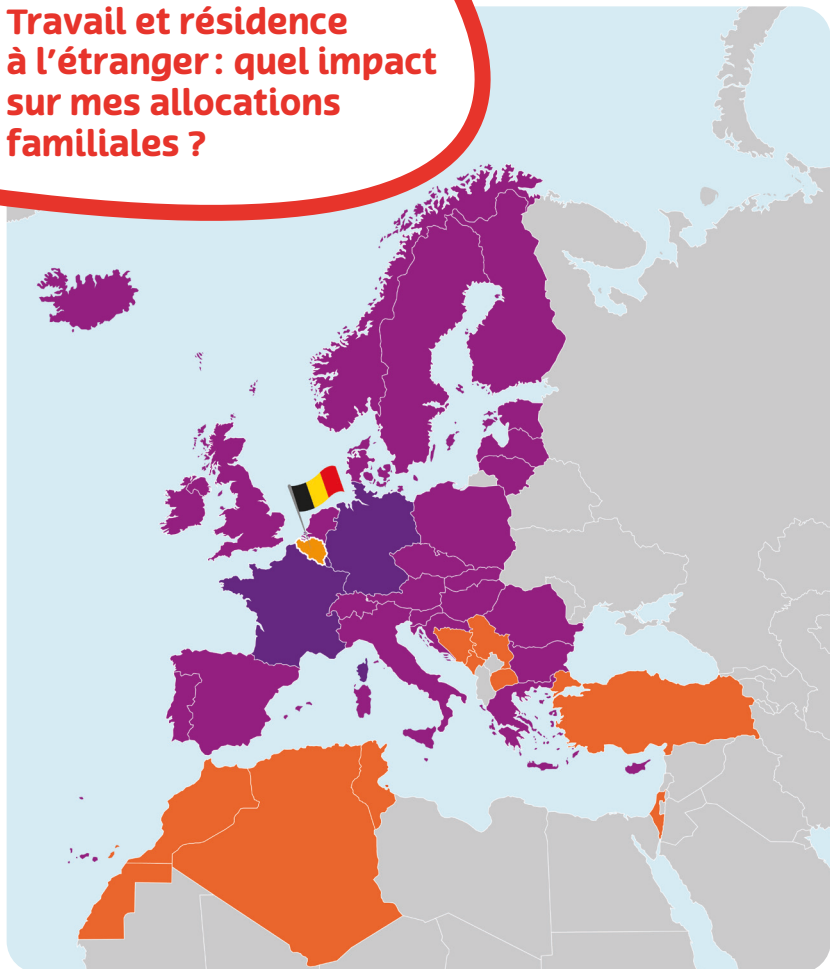 Travail et résidence
à l’étranger : quel impact
sur mes allocations
familiales ?